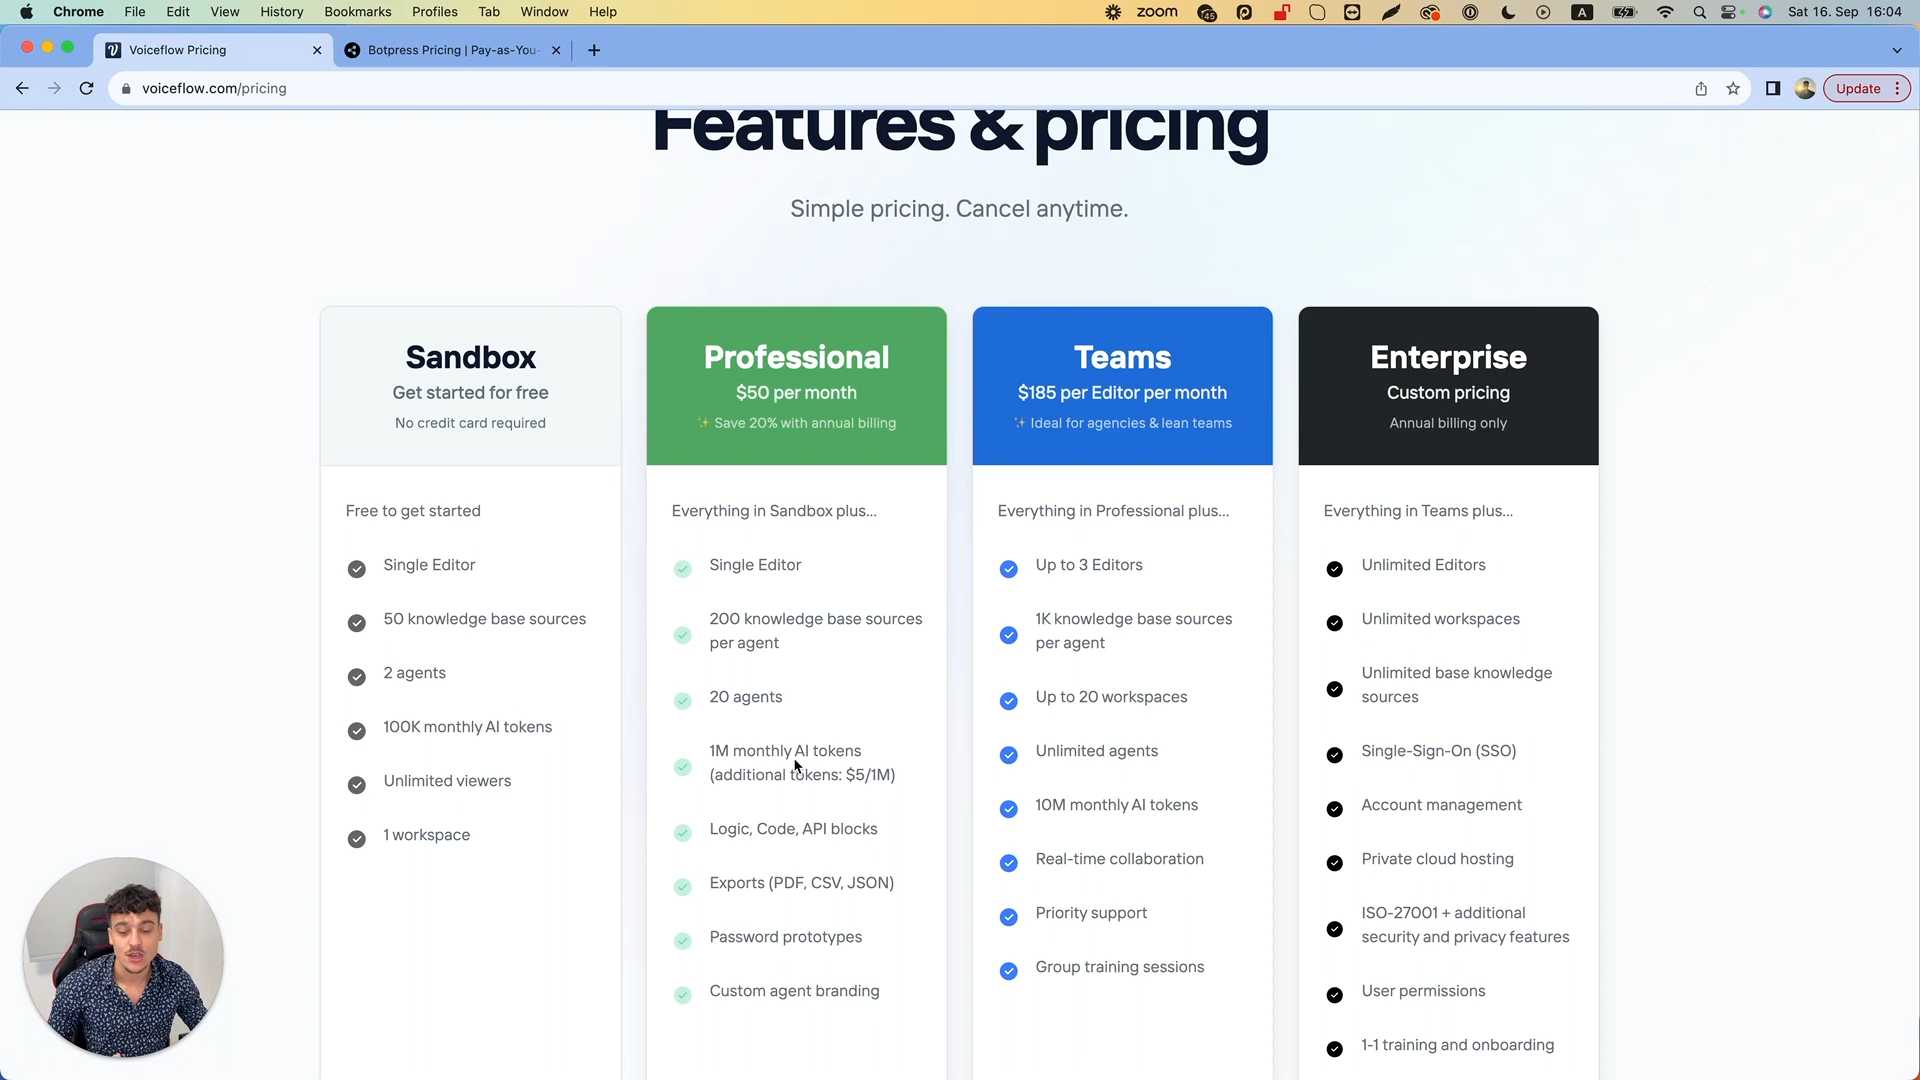 Chrome File Edit View History Bookmarks Profiles Tab Window Help zoom 45 A Sat 16. Sep 16:04
Voiceflow Pricing Botpress Pricing | Pay-as-You-
voiceflow.com/pricing Update
Features & pricing
Simple pricing. Cancel anytime.
Sandbox
Get started for free
No credit card required
Free to get started
Single Editor
50 knowledge base sources
2 agents
100K monthly AI tokens
Unlimited viewers
1 workspace
Professional
$50 per month
✨ Save 20% with annual billing
Everything in Sandbox plus...
Single Editor
200 knowledge base sources
per agent
20 agents
1M monthly AI tokens
(additional tokens: $5/1M)
Logic, Code, API blocks
Exports (PDF, CSV, JSON)
Password prototypes
Custom agent branding
Teams
$185 per Editor per month
✨ Ideal for agencies & lean teams
Everything in Professional plus...
Up to 3 Editors
1K knowledge base sources
per agent
Up to 20 workspaces
Unlimited agents
10M monthly AI tokens
Real-time collaboration
Priority support
Group training sessions
Enterprise
Custom pricing
Annual billing only
Everything in Teams plus...
Unlimited Editors
Unlimited workspaces
Unlimited base knowledge
sources
Single-Sign-On (SSO)
Account management
Private cloud hosting
ISO-27001 + additional
security and privacy features
User permissions
1-1 training and onboarding